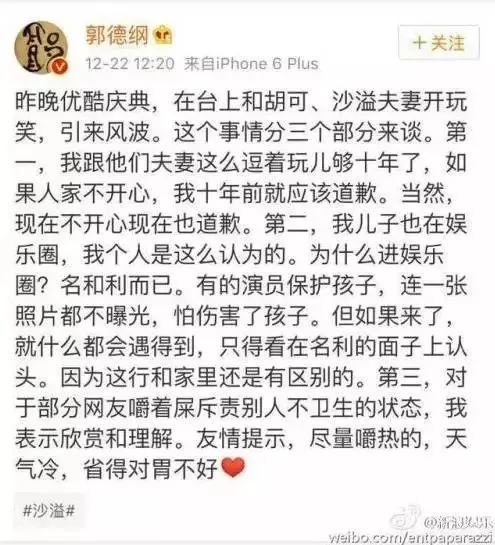 郭德纲
+关注
12-22 12:20 来自iPhone 6 Plus
昨晚优酷庆典，在台上和胡可、沙溢夫妻开玩
笑，引来风波。这个事情分三个部分来谈。第
一，我跟他们夫妻这么逗着玩儿够十年了，如
果人家不开心，我十年前就应该道歉。当然，
现在不开心现在也道歉。第二，我儿子也在娱
乐圈，我个人是这么认为的。为什么进娱乐
圈？名和利而已。有的演员保护孩子，连一张
照片都不曝光，怕伤害了孩子。但如果来了，
就什么都会遇得到，只得看在名利的面子上认
头。因为这行和家里还是有区别的。第三，对
于部分网友嚼着屎斥责别人不卫生的状态，我
表示欣赏和理解。友情提示，尽量嚼热的，天
气冷，省得对胃不好❤
#沙溢#
@新浪娱乐
weibo.com/entpaparazzi